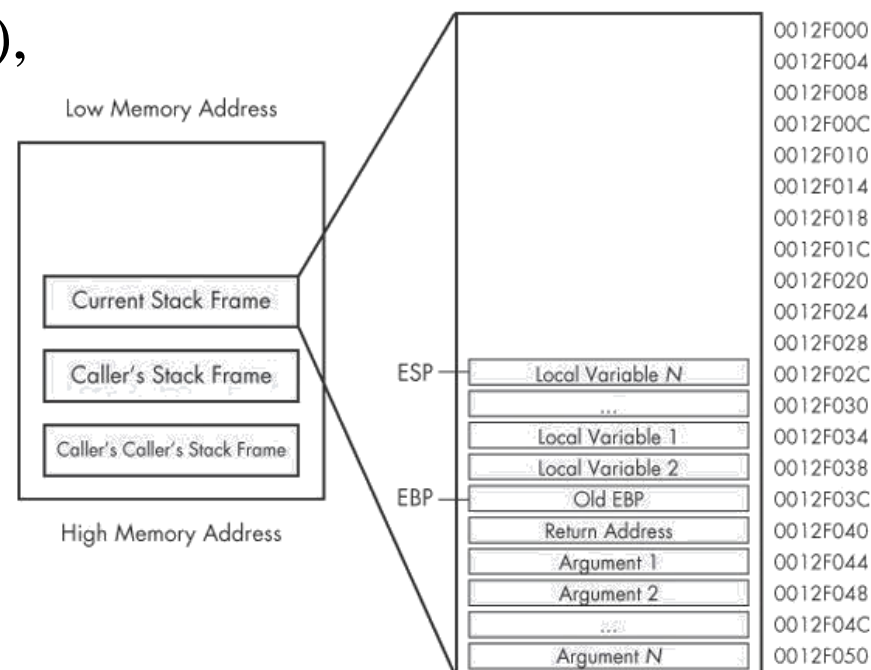 ),
Low Memory Address
Current Stack Frame
Caller's Stack Frame
Caller's Caller's Stack Frame
High Memory Address
0012F000
0012F004
0012F008
0012F00C
0012F010
0012F014
0012F018
0012F01C
0012F020
0012F024
0012F028
ESP Local Variable N 0012F02C
... 0012F030
Local Variable 1 0012F034
Local Variable 2 0012F038
EBP Old EBP 0012F03C
Return Address 0012F040
Argument 1 0012F044
Argument 2 0012F048
... 0012F04C
Argument N 0012F050